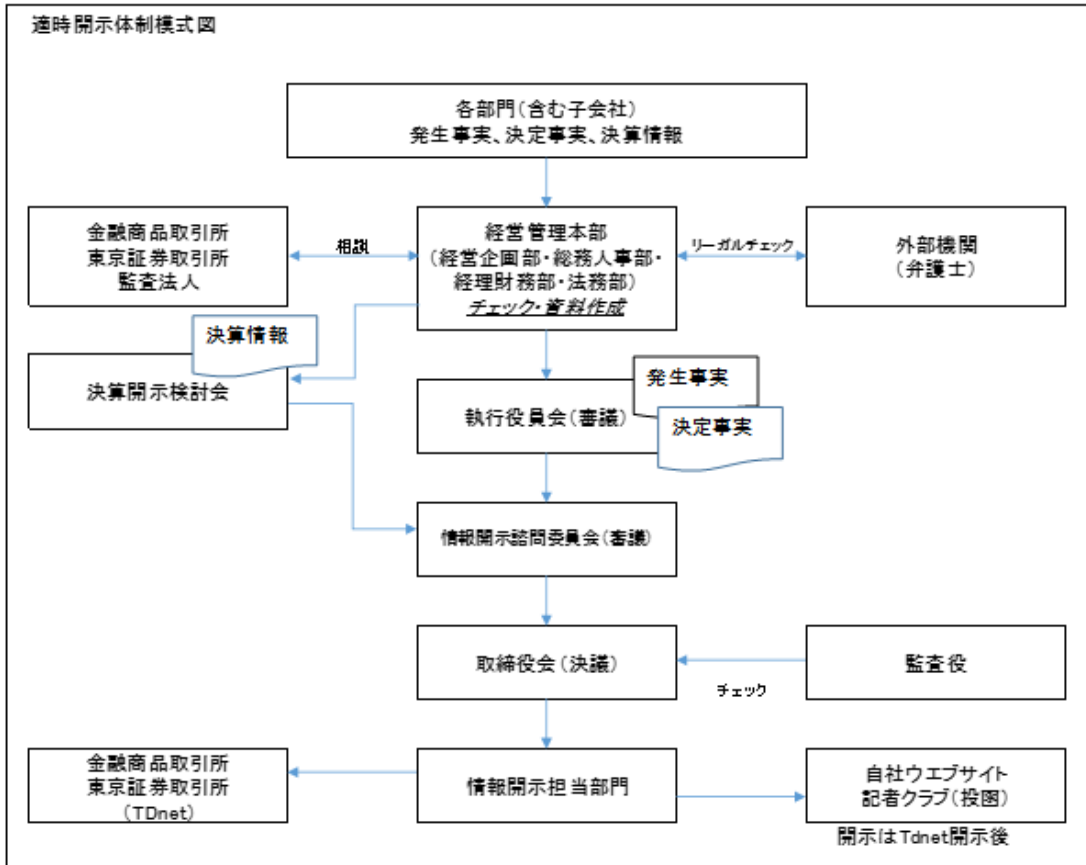 適時開示体制模式図
各部門(含む子会社)
発生事実、決定事実、決算情報
金融商品取引所
東京証券取引所
監査法人
相談
経営管理本部
(経営企画部・総務人事部・
経理財務部・法務部)
チェック・資料作成
リーガルチェック
外部機関
(弁護士)
決算情報
決算開示検討会
発生事実
執行役員会(審議)
決定事実
情報開示諮問委員会(審議)
取締役会(決議)
監査役
チェック
金融商品取引所
東京証券取引所
(TDnet)
情報開示担当部門
自社ウエブサイト
記者クラブ(投函)
開示はTdnet開示後